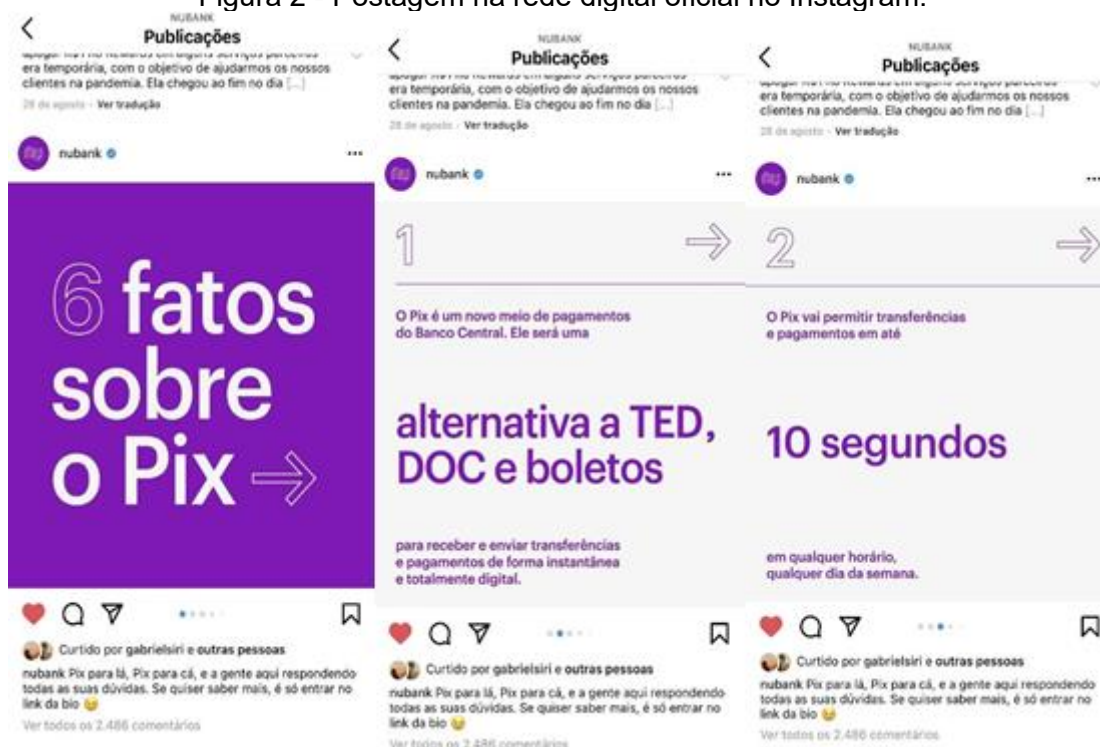 Figura 2 - Postagem na rede digital oficial no Instagram.
NUBANK
Publicações
era temporária, com o objetivo de ajudarmos os nossos
clientes na pandemia. Ela chegou ao fim no dia [...]
28 de agosto · Ver tradução
nubank
6 fatos
sobre
o Pix
Curtido por gabrielsiri e outras pessoas
nubank Pix para lá, Pix para cá, e a gente aqui respondendo
todas as suas dúvidas. Se quiser saber mais, é só entrar no
link da bio
Ver todos os 2.486 comentários
NUBANK
Publicações
era temporária, com o objetivo de ajudarmos os nossos
clientes na pandemia. Ela chegou ao fim no dia [...]
28 de agosto · Ver tradução
nubank
1
O Pix é um novo meio de pagamentos
do Banco Central. Ele será uma
alternativa a TED,
DOC e boletos
para receber e enviar transferências
e pagamentos de forma instantânea
e totalmente digital.
Curtido por gabrielsiri e outras pessoas
nubank Pix para lá, Pix para cá, e a gente aqui respondendo
todas as suas dúvidas. Se quiser saber mais, é só entrar no
link da bio
Ver todos os 2.486 comentários
NUBANK
Publicações
era temporária, com o objetivo de ajudarmos os nossos
clientes na pandemia. Ela chegou ao fim no dia [...]
28 de agosto · Ver tradução
nubank
2
O Pix vai permitir transferências
e pagamentos em até
10 segundos
em qualquer horário,
qualquer dia da semana.
Curtido por gabrielsiri e outras pessoas
nubank Pix para lá, Pix para cá, e a gente aqui respondendo
todas as suas dúvidas. Se quiser saber mais, é só entrar no
link da bio
Ver todos os 2.486 comentários